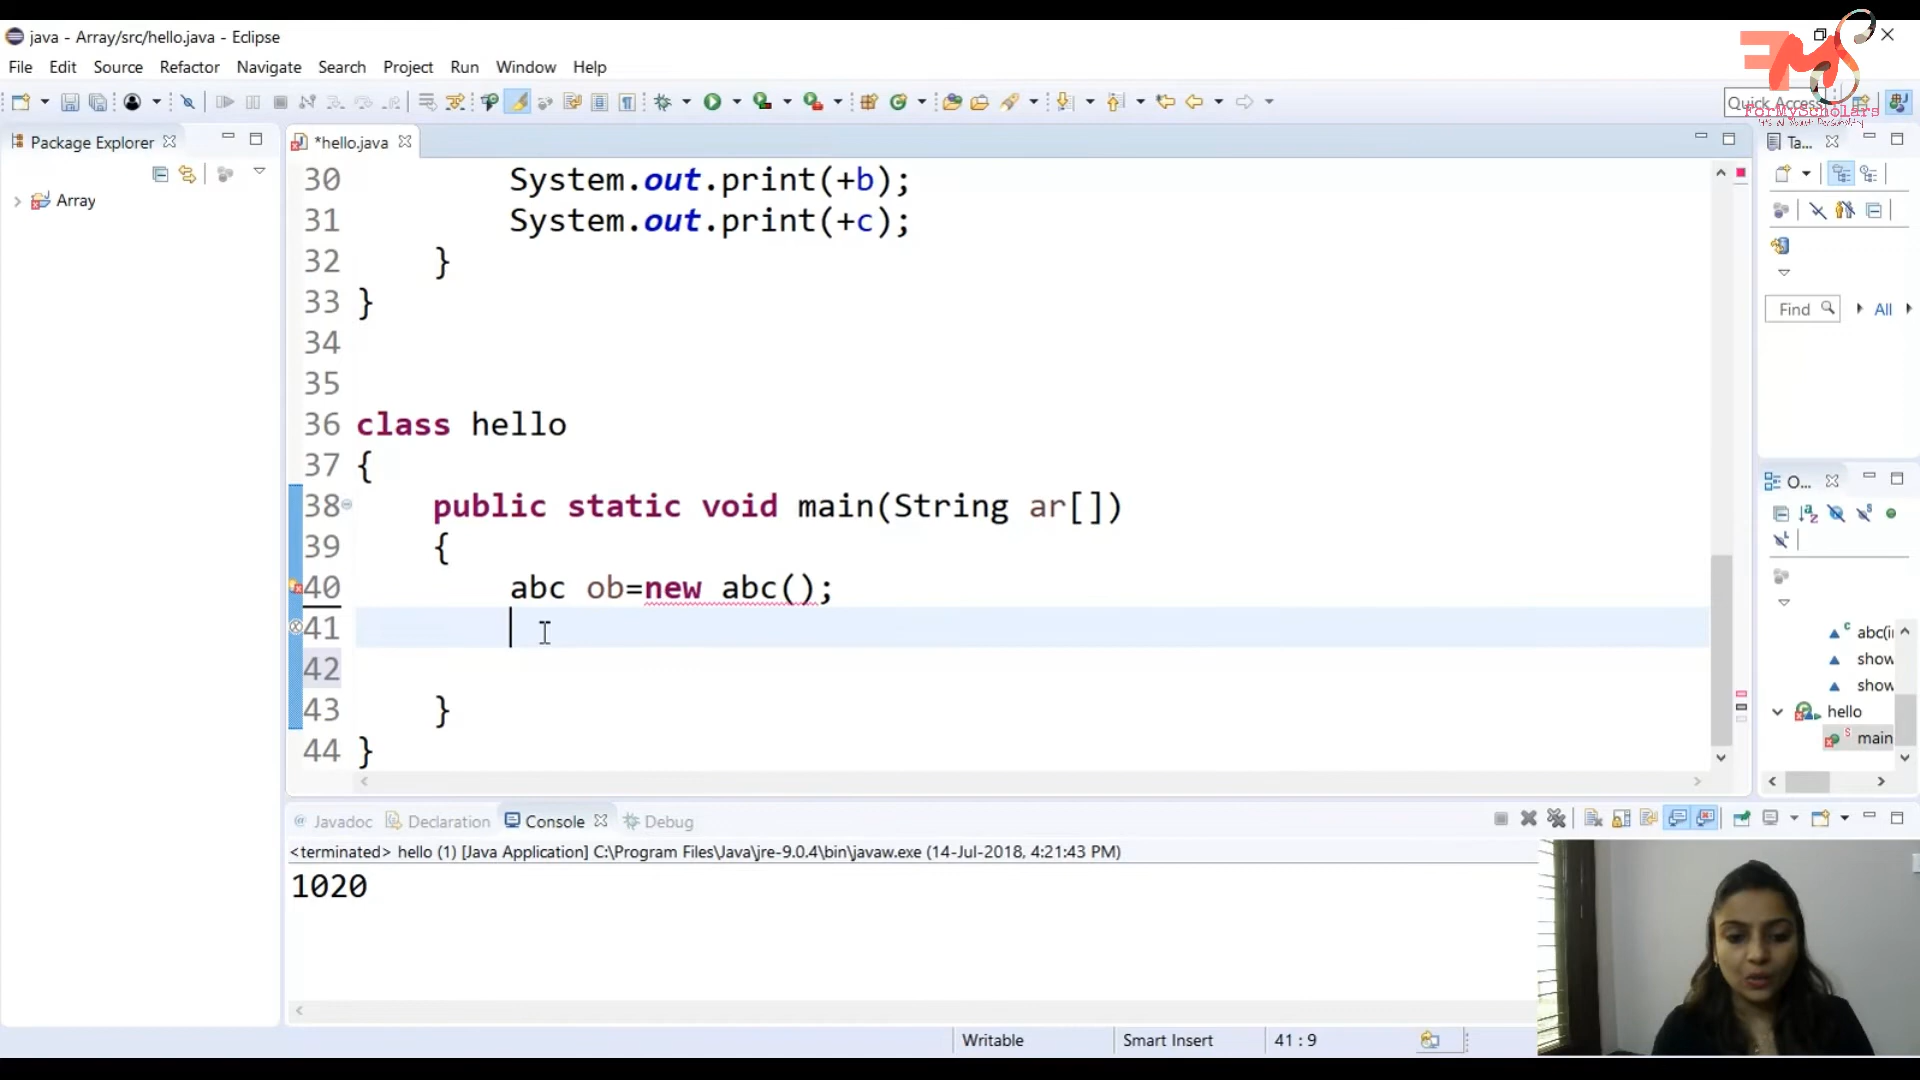 java - Array/src/hello.java - Eclipse
File Edit Source Refactor Navigate Search Project Run Window Help
Quick Access
ForMyScholars
Package Explorer
*hello.java
Ta...
Array
30 System.out.print(+b);
31 System.out.print(+c);
32 }
33 }
34
35
36 class hello
37 {
38 public static void main(String ar[])
39 {
40 abc ob=new abc();
41
42
43 }
44 }
Find
All
O...
abc(i
show
show
hello
main
@ Javadoc Declaration Console Debug
<terminated> hello (1) [Java Application] C:\Program Files\Java\jre-9.0.4\bin\javaw.exe (14-Jul-2018, 4:21:43 PM)
1020
Writable Smart Insert 41 : 9